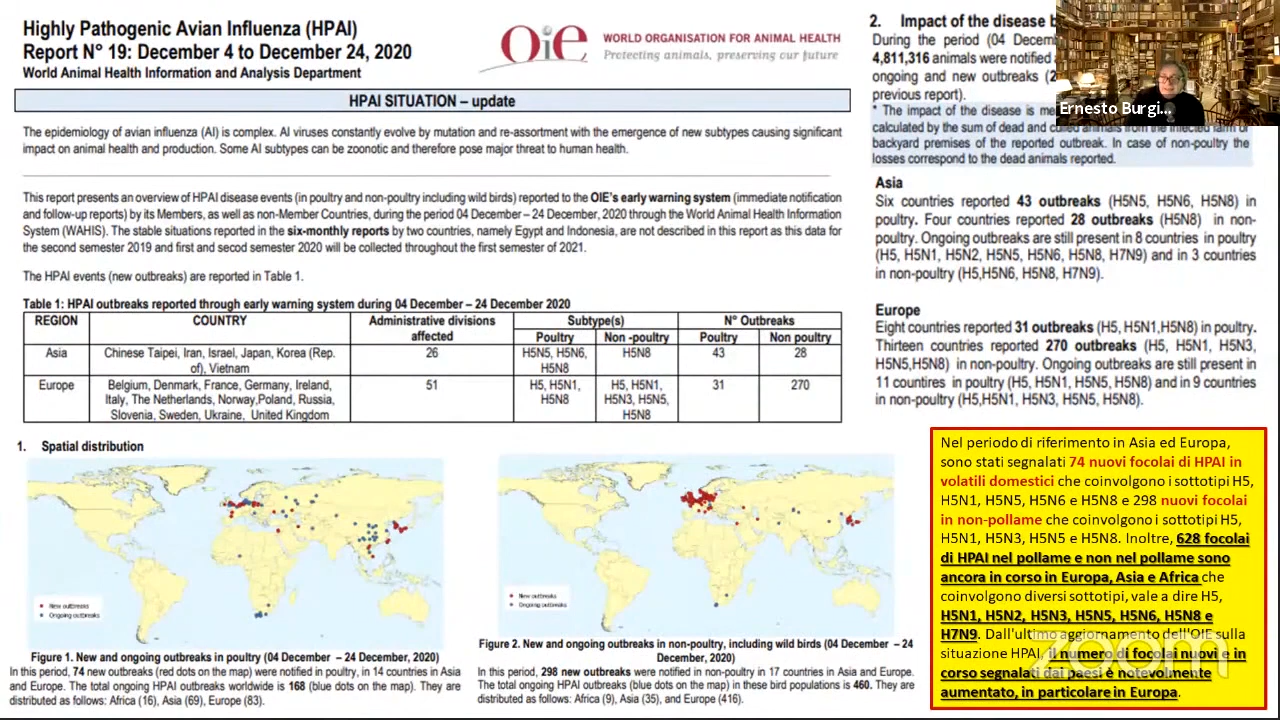 Highly Pathogenic Avian Influenza (HPAI)
Report N° 19: December 4 to December 24, 2020
World Animal Health Information and Analysis Department
Oie
WORLD ORGANISATION FOR ANIMAL HEALTH
Protecting animals, preserving our future
HPAI SITUATION – update
The epidemiology of avian influenza (AI) is complex. AI viruses constantly evolve by mutation and re-assortment with the emergence of new subtypes causing significant
impact on animal health and production. Some AI subtypes can be zoonotic and therefore pose major threat to human health.
This report presents an overview of HPAI disease events (in poultry and non-poultry including wild birds) reported to the OIE's early warning system (immediate notification
and follow-up reports) by its Members, as well as non-Member Countries, during the period 04 December – 24 December, 2020 through the World Animal Health Information
System (WAHIS). The stable situations reported in the six-monthly reports by two countries, namely Egypt and Indonesia, are not described in this report as this data for
the second semester 2019 and first and secod semester 2020 will be collected throughout the first semester of 2021.
The HPAI events (new outbreaks) are reported in Table 1.
Table 1: HPAI outbreaks reported through early warning system during 04 December – 24 December 2020
REGION COUNTRY Administrative divisions affected Subtype(s) N° Outbreaks
Poultry Non -poultry Poultry Non poultry
Asia Chinese Taipei, Iran, Israel, Japan, Korea (Rep. 26 H5N5, H5N6, H5N8 43 28
of), Vietnam H5N8
Europe Belgium, Denmark, France, Germany, Ireland, 51 H5, H5N1, H5, H5N1, 31 270
Italy, The Netherlands, Norway,Poland, Russia, H5N8 H5N3, H5N5,
Slovenia, Sweden, Ukraine, United Kingdom H5N8
1. Spatial distribution
New outbreaks
Ongoing outbreaks
Figure 1. New and ongoing outbreaks in poultry (04 December – 24 December, 2020)
In this period, 74 new outbreaks (red dots on the map) were notified in poultry, in 14 countries in Asia
and Europe. The total ongoing HPAI outbreaks worldwide is 168 (blue dots on the map). They are
distributed as follows: Africa (16), Asia (69), Europe (83).
New outbreaks
Ongoing outbreaks
Figure 2. New and ongoing outbreaks in non-poultry, including wild birds (04 December – 24
December, 2020)
In this period, 298 new outbreaks were notified in non-poultry in 17 countries in Asia and Europe.
The total ongoing HPAI outbreaks (blue dots on the map) in these bird populations is 460. They are
distributed as follows: Africa (9), Asia (35), and Europe (416).
2. Impact of the disease b
During the period (04 Decem
4,811,316 animals were notified
ongoing and new outbreaks (2
previous report).
* The impact of the disease is me
calculated by the sum of dead and culled animals from the infected farm or
backyard premises of the reported outbreak. In case of non-poultry the
losses correspond to the dead animals reported.
Ernesto Burgi...
Asia
Six countries reported 43 outbreaks (H5N5, H5N6, H5N8) in
poultry. Four countries reported 28 outbreaks (H5N8) in non-
poultry. Ongoing outbreaks are still present in 8 countries in poultry
(H5, H5N1, H5N2, H5N5, H5N6, H5N8, H7N9) and in 3 countries
in non-poultry (H5,H5N6, H5N8, H7N9).
Europe
Eight countries reported 31 outbreaks (H5, H5N1,H5N8) in poultry.
Thirteen countries reported 270 outbreaks (H5, H5N1, H5N3,
H5N5,H5N8) in non-poultry. Ongoing outbreaks are still present in
11 countires in poultry (H5, H5N1, H5N5, H5N8) and in 9 countries
in non-poultry (H5,H5N1, H5N3, H5N5, H5N8).
Nel periodo di riferimento in Asia ed Europa,
sono stati segnalati 74 nuovi focolai di HPAI in
volatili domestici che coinvolgono i sottotipi H5,
H5N1, H5N5, H5N6 e H5N8 e 298 nuovi focolai
in non-pollame che coinvolgono i sottotipi H5,
H5N1, H5N3, H5N5 e H5N8. Inoltre, 628 focolai
di HPAI nel pollame e non nel pollame sono
ancora in corso in Europa, Asia e Africa che
coinvolgono diversi sottotipi, vale a dire H5,
H5N1, H5N2, H5N3, H5N5, H5N6, H5N8 e
H7N9. Dall'ultimo aggiornamento dell'OIE sulla
situazione HPAI, il numero di focolai nuovi e in
corso segnalati dai paesi è notevolmente
aumentato, in particolare in Europa.
zoom